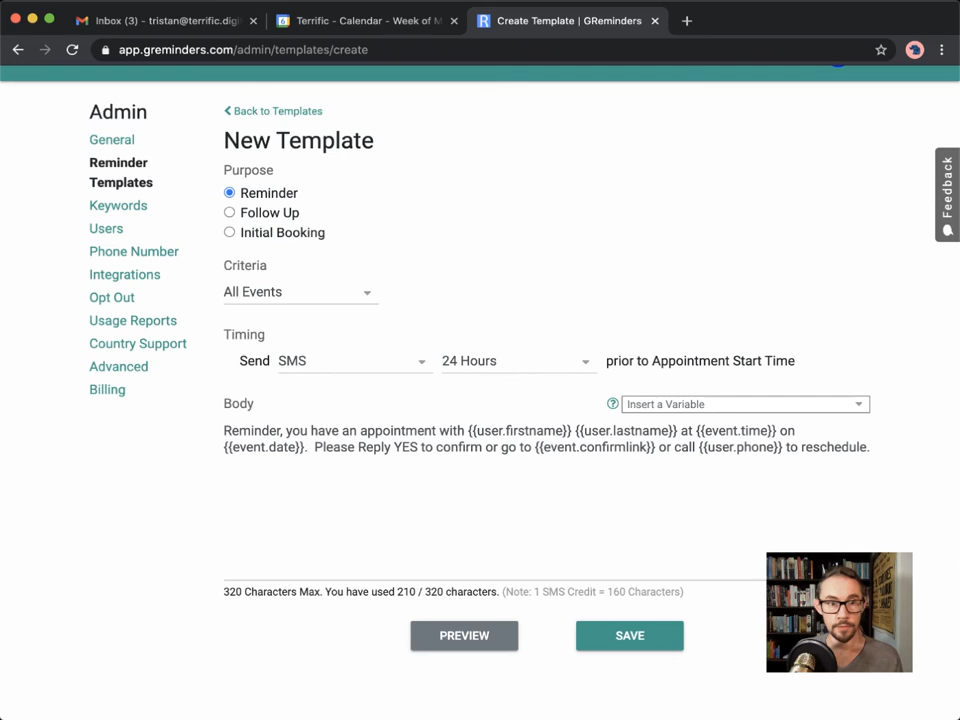 Inbox (3) - tristan@terrific.digi
Terrific - Calendar - Week of M
Create Template | GReminders
app.greminders.com/admin/templates/create
Admin
General
Reminder
Templates
Keywords
Users
Phone Number
Integrations
Opt Out
Usage Reports
Country Support
Advanced
Billing
Back to Templates
New Template
Purpose
Reminder
Follow Up
Initial Booking
Criteria
All Events
Timing
Send SMS 24 Hours prior to Appointment Start Time
Body
Insert a Variable
Reminder, you have an appointment with {{user.firstname}} {{user.lastname}} at {{event.time}} on
{{event.date}}.  Please Reply YES to confirm or go to {{event.confirmlink}} or call {{user.phone}} to reschedule.
320 Characters Max. You have used 210 / 320 characters. (Note: 1 SMS Credit = 160 Characters)
PREVIEW
SAVE
Feedback